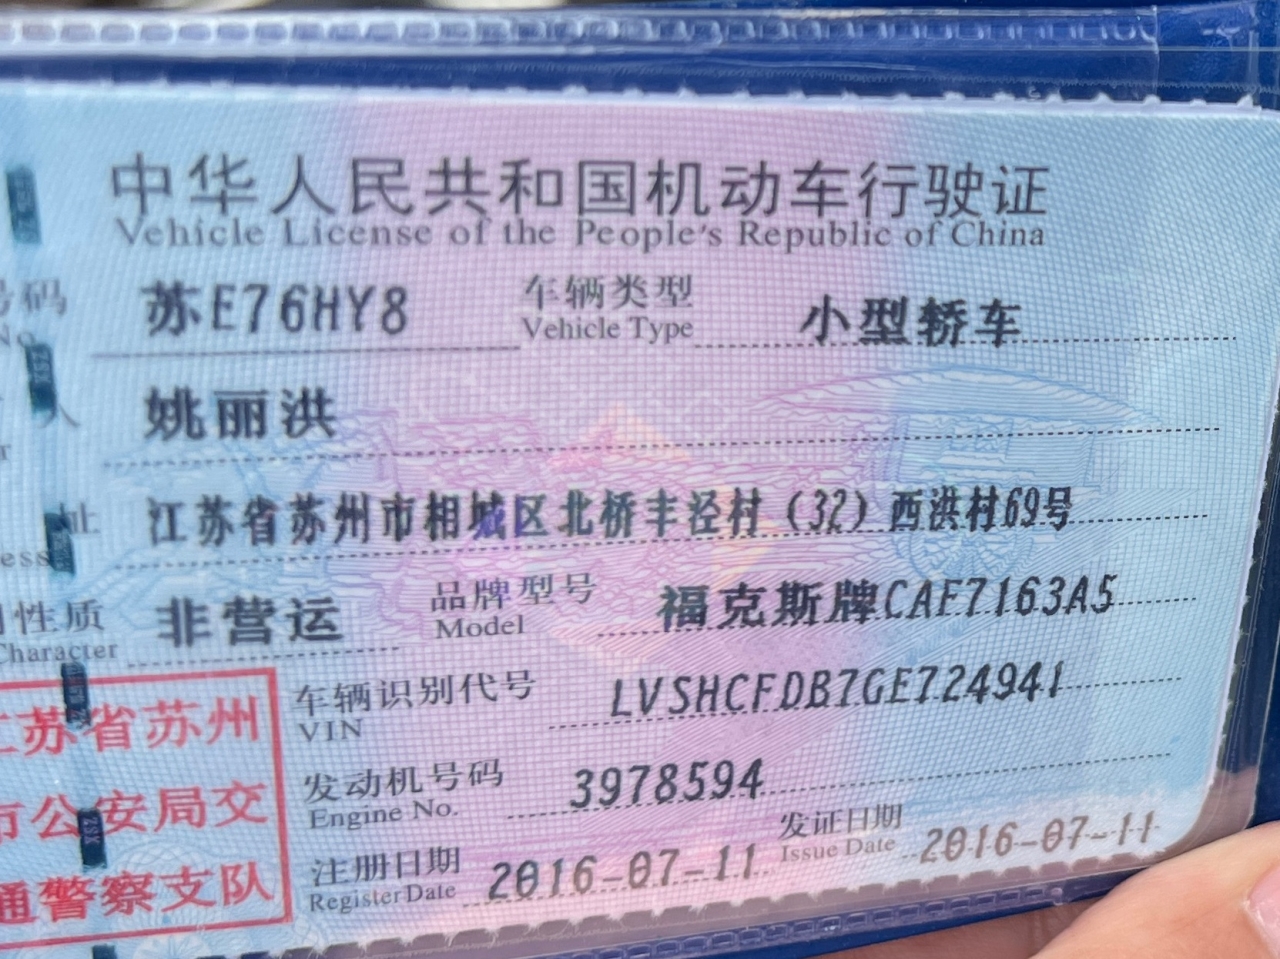 中华人民共和国机动车行驶证
Vehicle License of the People's Republic of China
号码 苏E76HY8 车辆类型 小型轿车
No. Vehicle Type
人 姚丽洪
址 江苏省苏州市相城区北桥丰泾村（32）西洪村69号
性质 非营运 品牌型号 福克斯牌CAF7163A5
Character Model
车辆识别代号 LVSHCFDB7GE724941
VIN
发动机号码 3978594
Engine No.
注册日期 2016-07-11 发证日期 2016-07-11
Register Date Issue Date
江苏省苏州
市公安局交
通警察支队